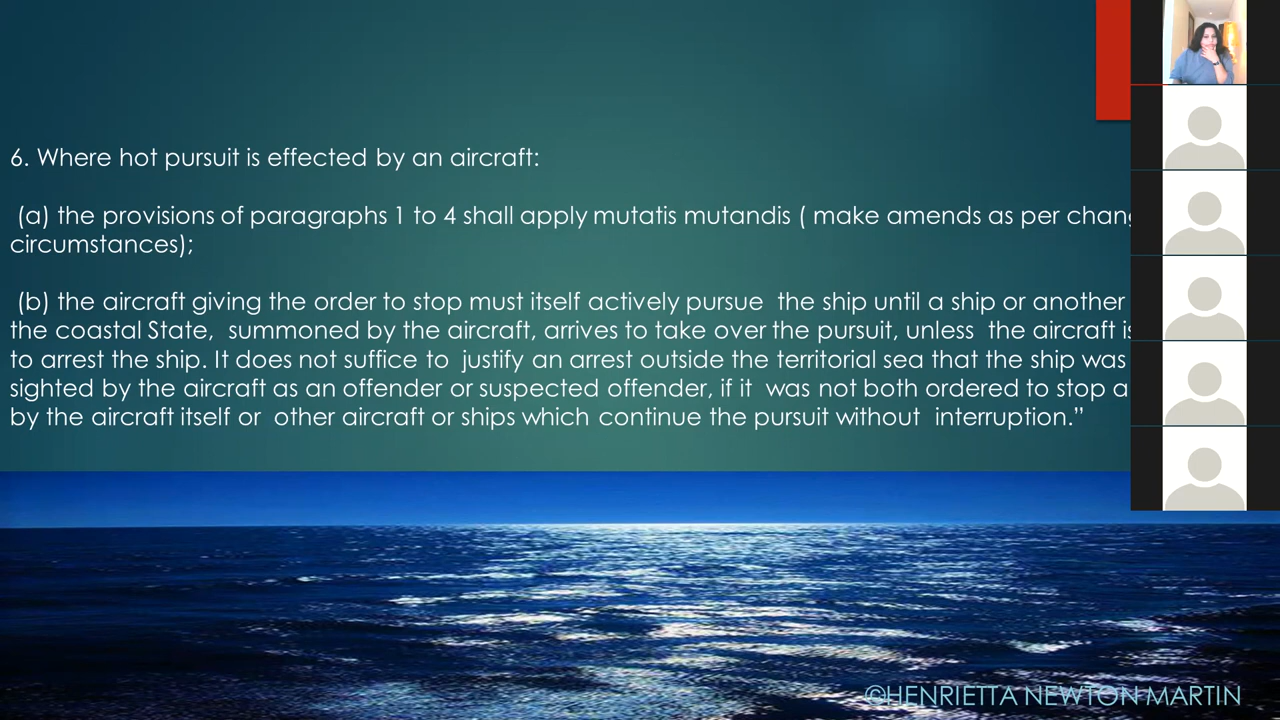 6. Where hot pursuit is effected by an aircraft:
(a) the provisions of paragraphs 1 to 4 shall apply mutatis mutandis ( make amends as per
circumstances);
(b) the aircraft giving the order to stop must itself actively pursue the ship until a ship or another
the coastal State, summoned by the aircraft, arrives to take over the pursuit, unless the aircraft
to arrest the ship. It does not suffice to justify an arrest outside the territorial sea that the ship was
sighted by the aircraft as an offender or suspected offender, if it was not both ordered to stop
by the aircraft itself or other aircraft or ships which continue the pursuit without interruption.”
©HENRIETTA NEWTON MARTIN